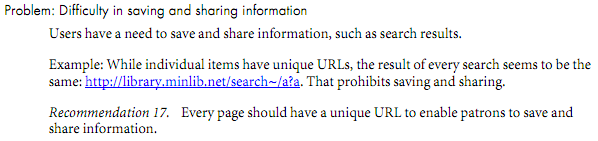 Problem: Difficulty in saving and sharing information
Users have a need to save and share information, such as search results.
Example: While individual items have unique URLs, the result of every search seems to be the
same: http://library.minlib.net/search~/a?a. That prohibits saving and sharing.
Recommendation 17. Every page should have a unique URL to enable patrons to save and
share information.